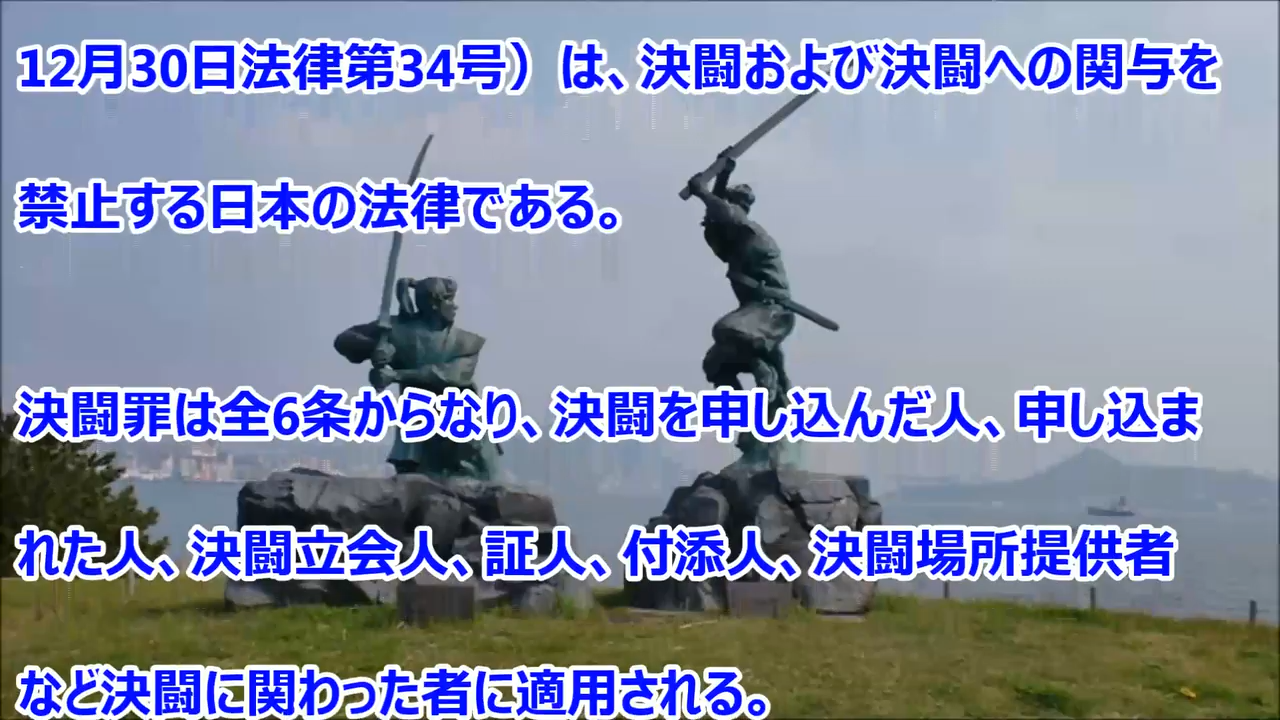 12月30日法律第34号）は、決闘および決闘への関与を
禁止する日本の法律である。
決闘罪は全6条からなり、決闘を申し込んだ人、申し込ま
れた人、決闘立会人、証人、付添人、決闘場所提供者
など決闘に関わった者に適用される。